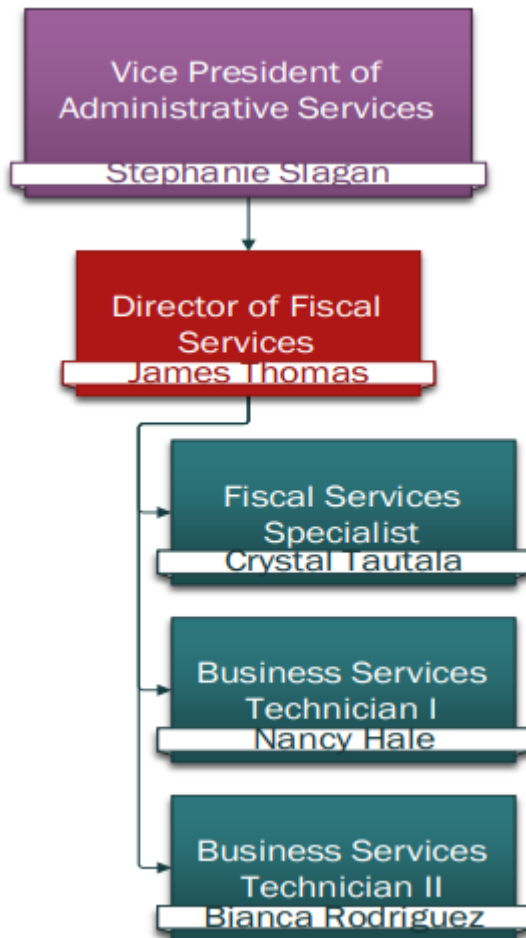 Vice President of
Administrative Services
Stephanie Slagan
Director of Fiscal
Services
James Thomas
Fiscal Services
Specialist
Crystal Tautala
Business Services
Technician I
Nancy Hale
Business Services
Technician II
Bianca Rodriguez